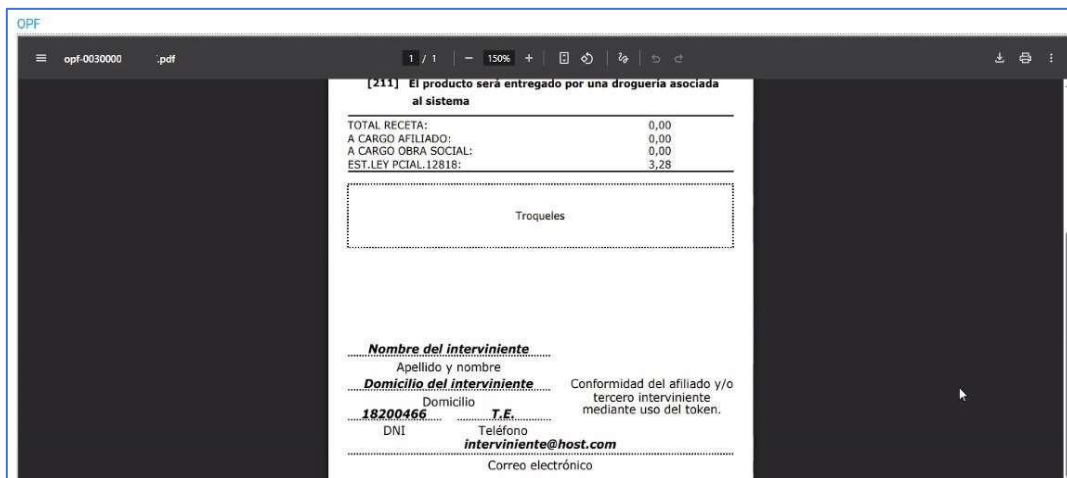 OPF
opf-0030000 .pdf 1 / 1 150%
[211] El producto será entregado por una droguería asociada
al sistema
TOTAL RECETA: 0,00
A CARGO AFILIADO: 0,00
A CARGO OBRA SOCIAL: 0,00
EST.LEY PCIAL.12818: 3,28
Troqueles
Nombre del interviniente
Apellido y nombre
Domicilio del interviniente
Domicilio
18200466 T.E.
DNI Teléfono
Conformidad del afiliado y/o
tercero interviniente
mediante uso del token.
interviniente@host.com
Correo electrónico